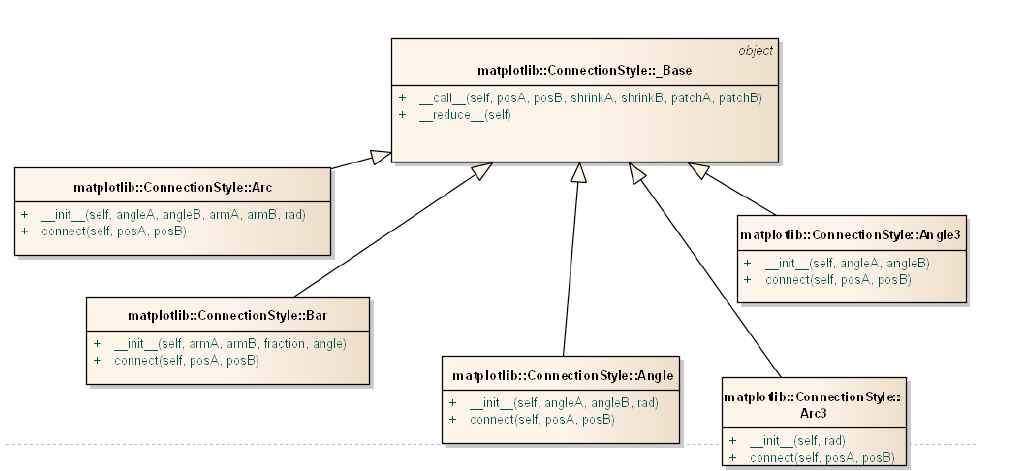 object
matplotlib::ConnectionStyle::_Base
+ __call__(self, posA, posB, shrinkA, shrinkB, patchA, patchB)
+ __reduce__(self)
matplotlib::ConnectionStyle::Arc
+ __init__(self, angleA, angleB, armA, armB, rad)
+ connect(self, posA, posB)
matplotlib::ConnectionStyle::Angle3
+ __init__(self, angleA, angleB)
+ connect(self, posA, posB)
matplotlib::ConnectionStyle::Bar
+ __init__(self, armA, armB, fraction, angle)
+ connect(self, posA, posB)
matplotlib::ConnectionStyle::Angle
+ __init__(self, angleA, angleB, rad)
+ connect(self, posA, posB)
matplotlib::ConnectionStyle::
Arc3
+ __init__(self, rad)
+ connect(self, posA, posB)